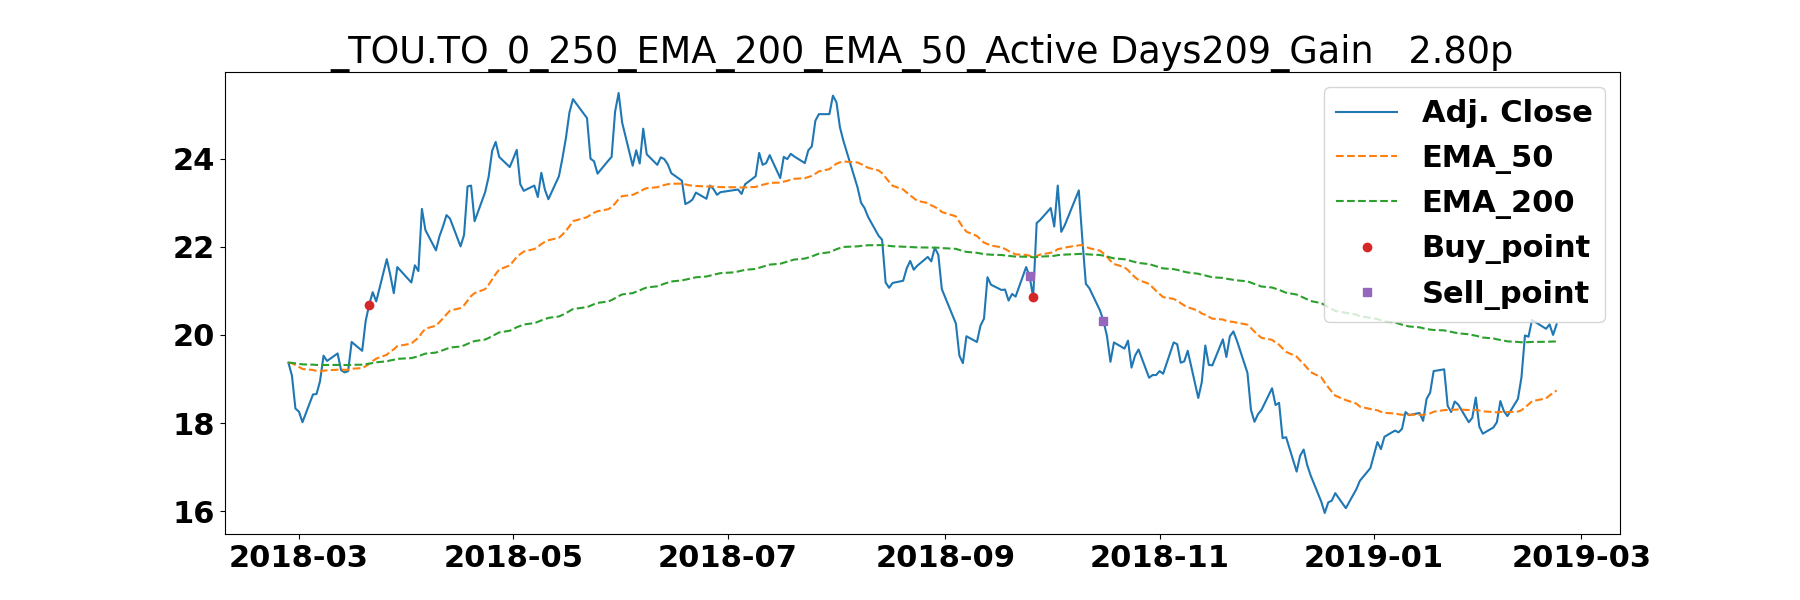 _TOU.TO_0_250_EMA_200_EMA_50_Active Days209_Gain   2.80p
Adj. Close
EMA_50
EMA_200
Buy_point
Sell_point
24
22
20
18
16
2018-03 2018-05 2018-07 2018-09 2018-11 2019-01 2019-03